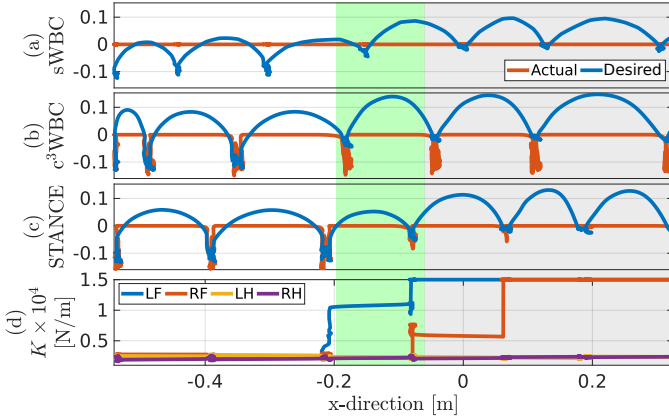 (a)
sWBC
0.1
0
-0.1
Actual
Desired
(b)
c³WBC
0.1
0
-0.1
(c)
STANCE
0.1
0
-0.1
(d)
K × 10⁴
[N/m]
1.5
1
0.5
LF
RF
LH
RH
-0.4
-0.2
0
0.2
x-direction [m]